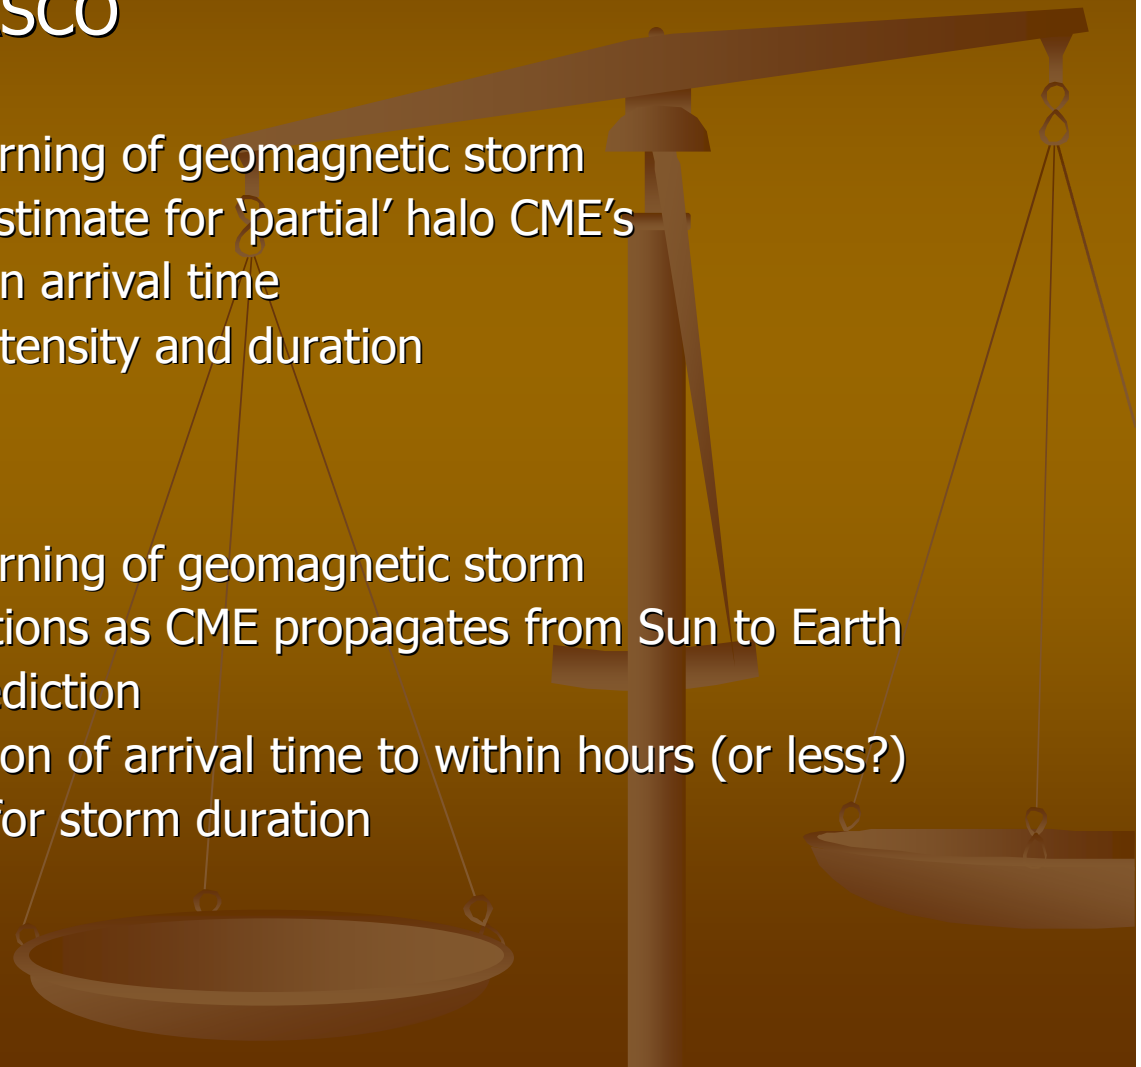 SCO
rning of geomagnetic storm
stimate for ‘partial’ halo CME’s
n arrival time
tensity and duration
rning of geomagnetic storm
tions as CME propagates from Sun to Earth
ediction
on of arrival time to within hours (or less?)
for storm duration